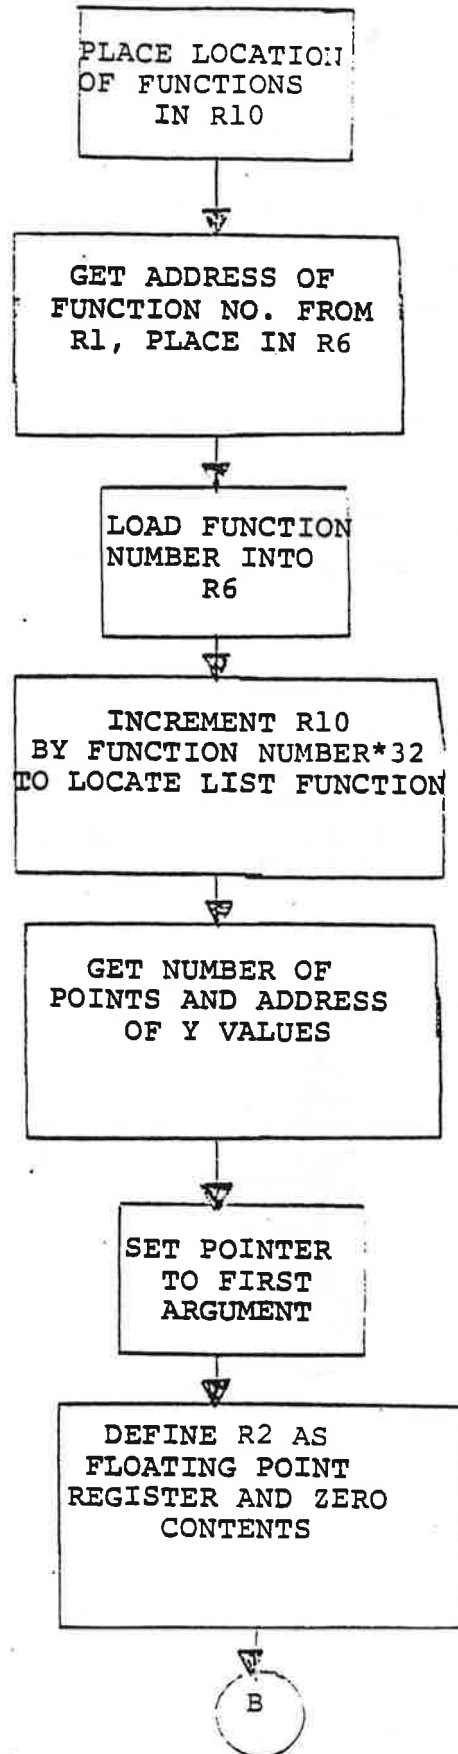 PLACE LOCATION
OF FUNCTIONS
IN R10
GET ADDRESS OF
FUNCTION NO. FROM
R1, PLACE IN R6
LOAD FUNCTION
NUMBER INTO
R6
INCREMENT R10
BY FUNCTION NUMBER*32
TO LOCATE LIST FUNCTION
GET NUMBER OF
POINTS AND ADDRESS
OF Y VALUES
SET POINTER
TO FIRST
ARGUMENT
DEFINE R2 AS
FLOATING POINT
REGISTER AND ZERO
CONTENTS
B